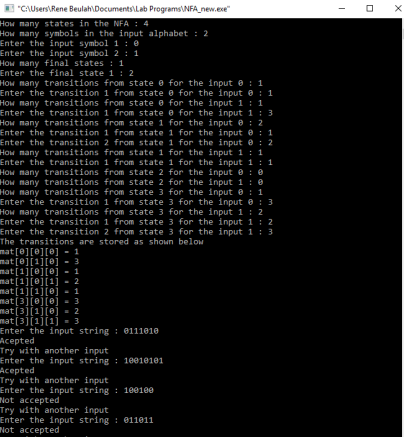 "C:\Users\Rene Beulah\Documents\Lab Programs\NFA_new.exe"
How many states in the NFA : 4
How many symbols in the input alphabet : 2
Enter the input symbol 1 : 0
Enter the input symbol 2 : 1
How many final states : 1
Enter the final state 1 : 2
How many transitions from state 0 for the input 0 : 1
Enter the transition 1 from state 0 for the input 0 : 1
How many transitions from state 0 for the input 1 : 1
Enter the transition 1 from state 0 for the input 1 : 3
How many transitions from state 1 for the input 0 : 2
Enter the transition 1 from state 1 for the input 0 : 1
Enter the transition 2 from state 1 for the input 0 : 2
How many transitions from state 1 for the input 1 : 1
Enter the transition 1 from state 1 for the input 1 : 1
How many transitions from state 2 for the input 0 : 0
How many transitions from state 2 for the input 1 : 0
How many transitions from state 3 for the input 0 : 1
Enter the transition 1 from state 3 for the input 0 : 3
How many transitions from state 3 for the input 1 : 2
Enter the transition 1 from state 3 for the input 1 : 2
Enter the transition 2 from state 3 for the input 1 : 3
The transitions are stored as shown below
mat[0][0][0] = 1
mat[0][1][0] = 3
mat[1][0][0] = 1
mat[1][0][1] = 2
mat[1][1][0] = 1
mat[3][0][0] = 3
mat[3][1][0] = 2
mat[3][1][1] = 3
Enter the input string : 0111010
Acepted
Try with another input
Enter the input string : 10010101
Acepted
Try with another input
Enter the input string : 100100
Not accepted
Try with another input
Enter the input string : 011011
Not accepted